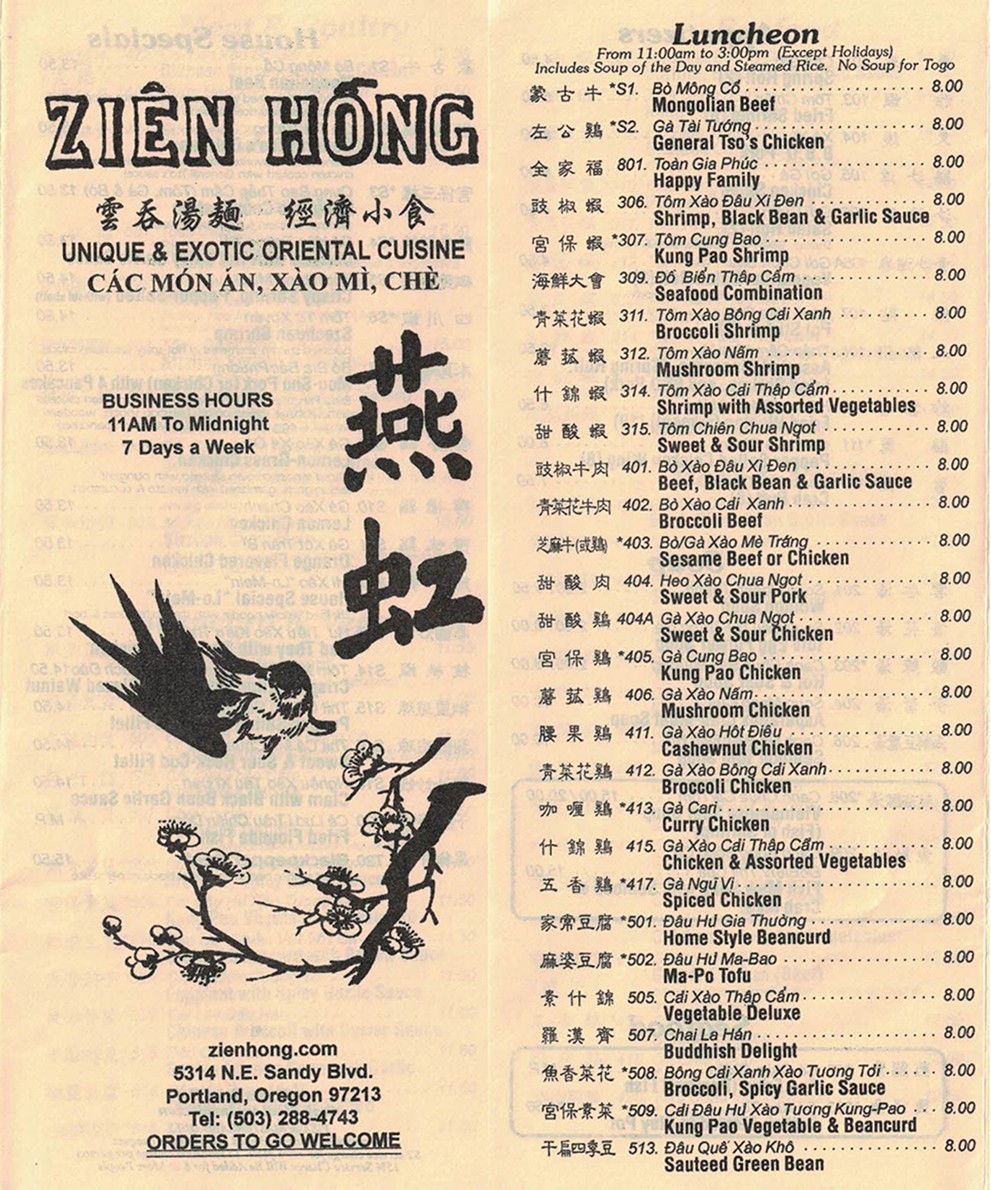 ZIÊN HỒNG
雲吞湯麵 經濟小食
UNIQUE & EXOTIC ORIENTAL CUISINE
CÁC MÓN ÁN, XÀO MÌ, CHÈ
燕虹
BUSINESS HOURS
11AM To Midnight
7 Days a Week
zienhong.com
5314 N.E. Sandy Blvd.
Portland, Oregon 97213
Tel: (503) 288-4743
ORDERS TO GO WELCOME
Luncheon
From 11:00am to 3:00pm (Except Holidays)
Includes Soup of the Day and Steamed Rice. No Soup for Togo
蒙古牛 *S1. Bò Mông Cổ 8.00
Mongolian Beef
左公鷄 *S2. Gà Tài Tướng 8.00
General Tso's Chicken
全家福 801. Toàn Gia Phúc 8.00
Happy Family
豉椒蝦 306. Tôm Xào Đâu Xi Đen 8.00
Shrimp, Black Bean & Garlic Sauce
宮保蝦 *307. Tôm Cung Bao 8.00
Kung Pao Shrimp
海鮮大會 309. Đồ Biển Thâp Cẩm 8.00
Seafood Combination
青菜花蝦 311. Tôm Xào Bông Cải Xanh 8.00
Broccoli Shrimp
蘑菰蝦 312. Tôm Xào Nấm 8.00
Mushroom Shrimp
什錦蝦 314. Tôm Xào Cải Thâp Cẩm 8.00
Shrimp with Assorted Vegetables
甜酸蝦 315. Tôm Chiên Chua Ngot 8.00
Sweet & Sour Shrimp
豉椒牛肉 401. Bò Xào Đâu Xì Đen 8.00
Beef, Black Bean & Garlic Sauce
青菜花牛肉 402. Bò Xào Cải Xanh 8.00
Broccoli Beef
芝麻牛(或鷄) *403. Bò/Gà Xào Mè Trắng 8.00
Sesame Beef or Chicken
甜酸肉 404. Heo Xào Chua Ngot 8.00
Sweet & Sour Pork
甜酸鷄 404A Gà Xào Chua Ngot 8.00
Sweet & Sour Chicken
宮保鷄 *405. Gà Cung Bao 8.00
Kung Pao Chicken
蘑菰鷄 406. Gà Xào Nấm 8.00
Mushroom Chicken
腰果鷄 411. Gà Xào Hôt Điều 8.00
Cashewnut Chicken
青菜花鷄 412. Gà Xào Bông Cải Xanh 8.00
Broccoli Chicken
咖喱鷄 *413. Gà Cari 8.00
Curry Chicken
什錦鷄 415. Gà Xào Cải Thâp Cẩm 8.00
Chicken & Assorted Vegetables
五香鷄 *417. Gà Ngũ Vi 8.00
Spiced Chicken
家常豆腐 *501. Đâu Hủ Gia Thường 8.00
Home Style Beancurd
麻婆豆腐 *502. Đâu Hủ Ma-Bao 8.00
Ma-Po Tofu
素什錦 505. Cải Xào Thâp Cẩm 8.00
Vegetable Deluxe
羅漢齊 507. Chai La Hán 8.00
Buddhish Delight
魚香菜花 *508. Bông Cải Xanh Xào Tương Tỏi 8.00
Broccoli, Spicy Garlic Sauce
宮保素菜 *509. Cải Đâu Hủ Xào Tương Kung-Pao 8.00
Kung Pao Vegetable & Beancurd
干扁四季豆 513. Đâu Quế Xào Khô 8.00
Sauteed Green Bean